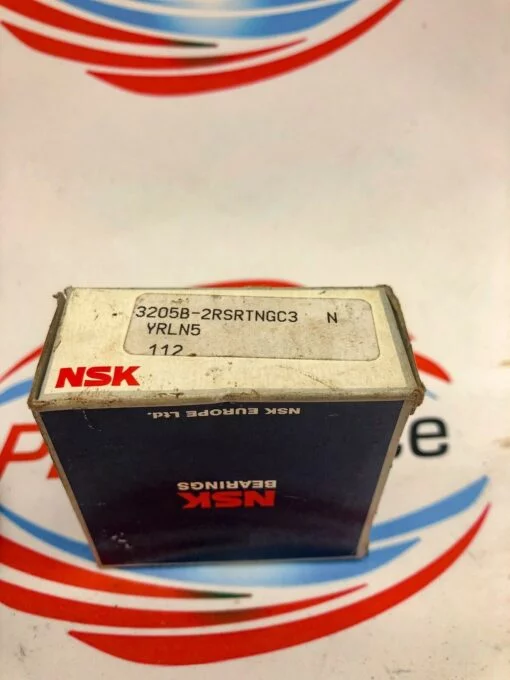 3205B-2RSRTNGC3 N
YRLN5
112
NSK
NSK EUROPE Ltd.
NSK
BEARINGS